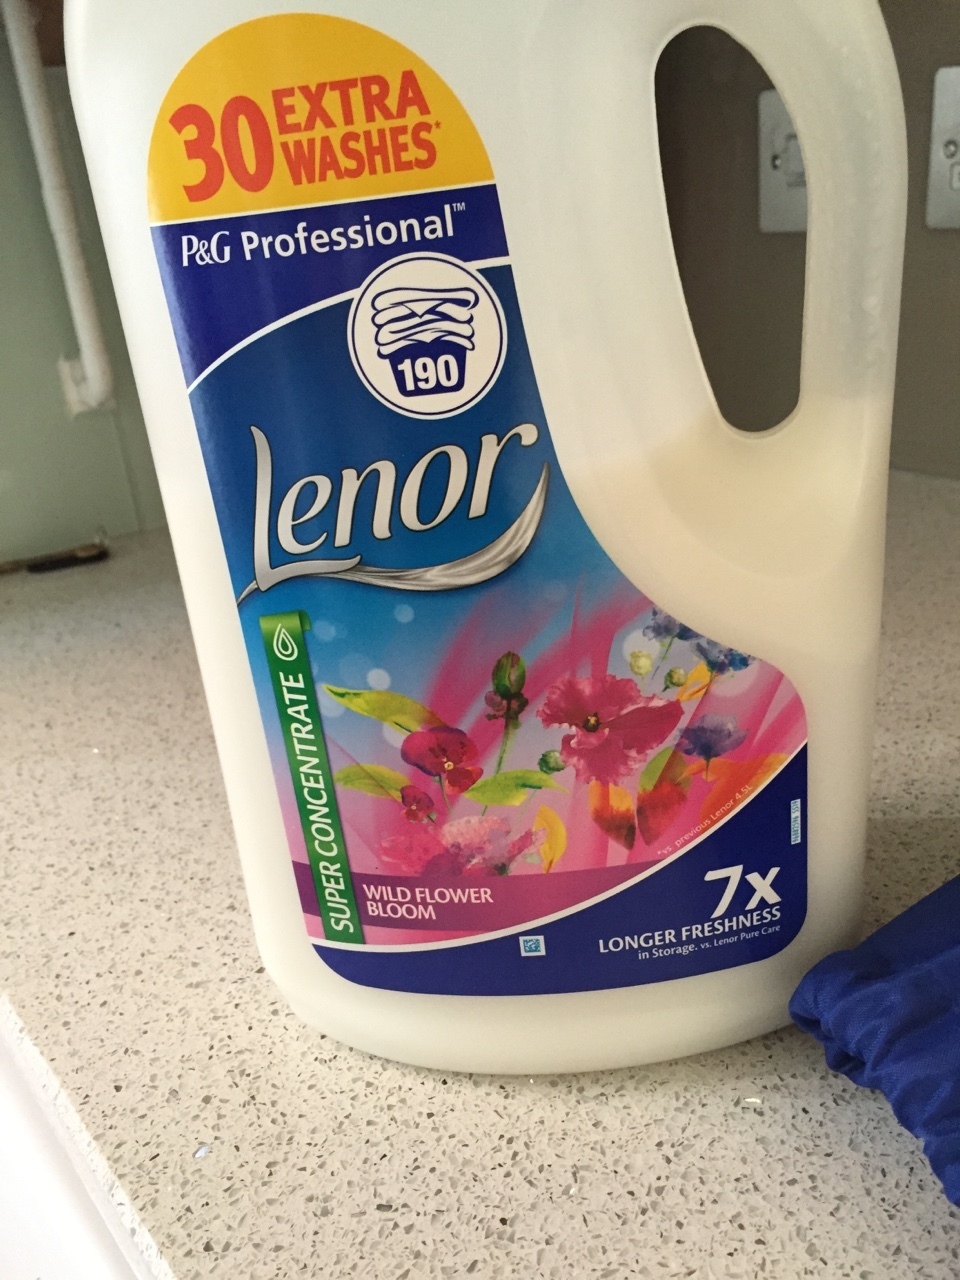 30 EXTRA
WASHES*
P&G Professional™
190
Lenor
SUPER CONCENTRATE
WILD FLOWER
BLOOM
*vs. previous Lenor 4.5L
7x
LONGER FRESHNESS
in Storage. vs. Lenor Pure Care